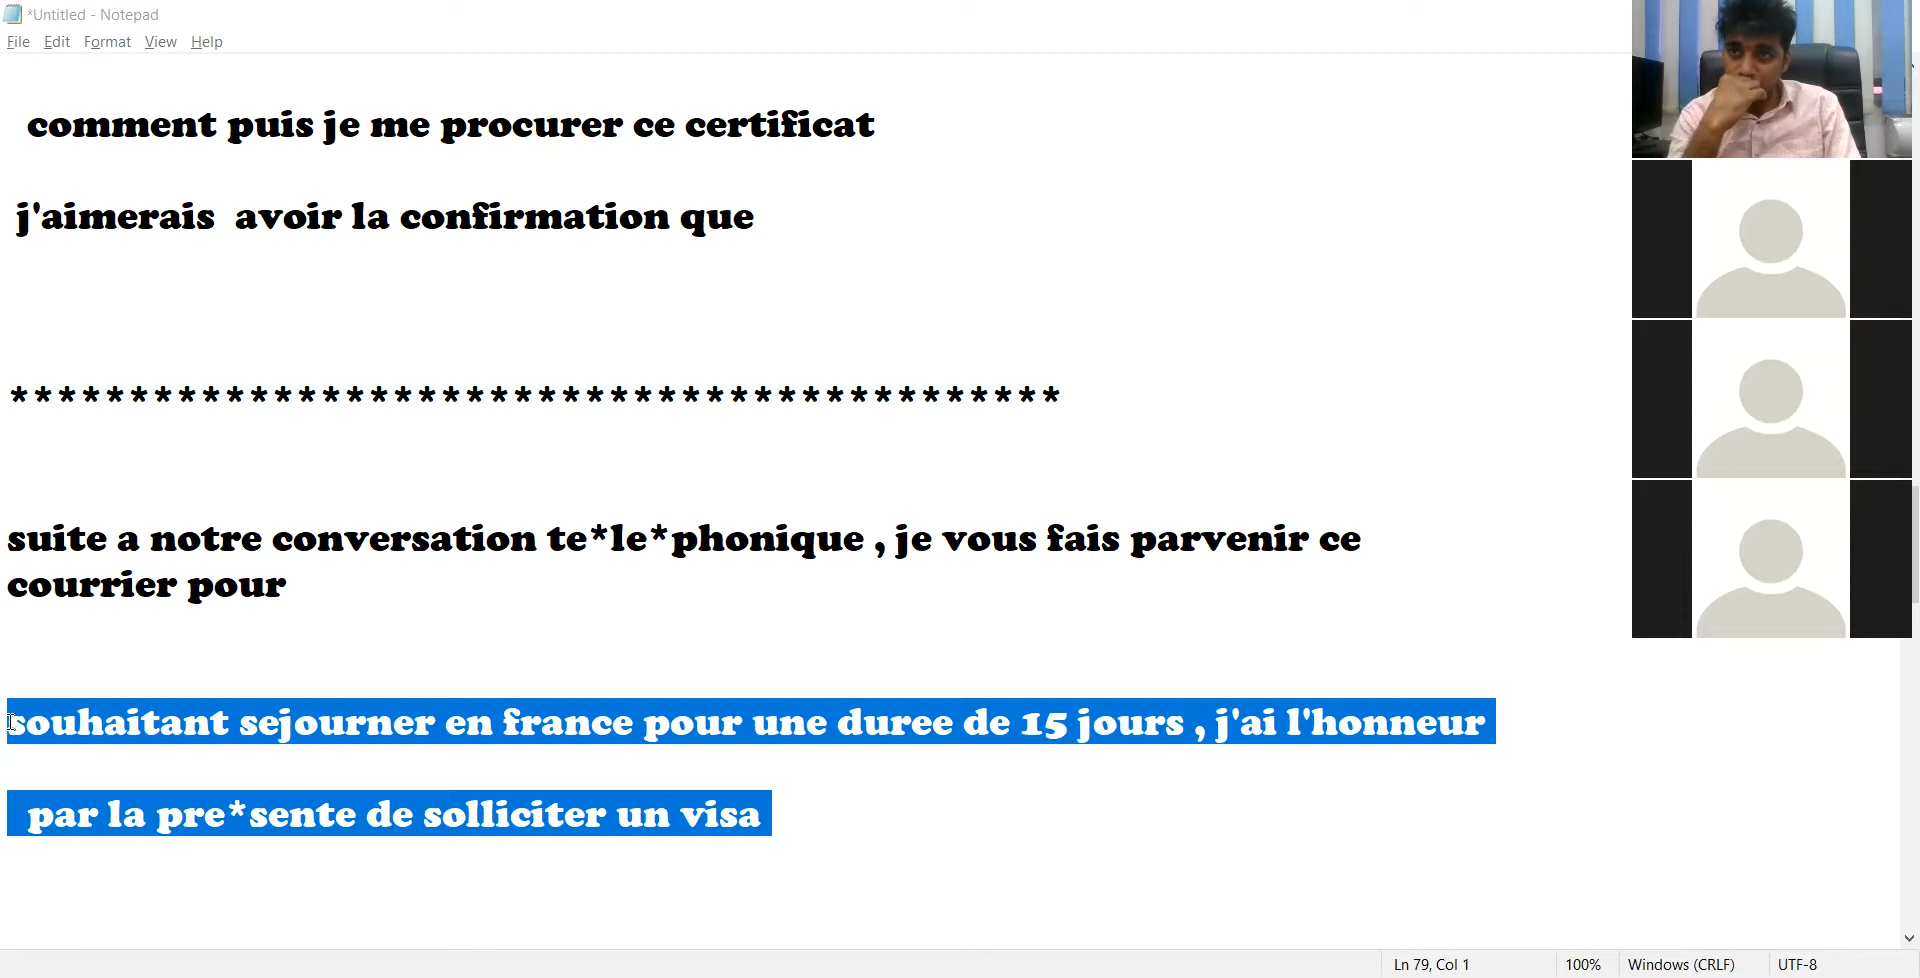 *Untitled - Notepad
File Edit Format View Help
comment puis je me procurer ce certificat
j'aimerais  avoir la confirmation que
********************************************
suite a notre conversation te*le*phonique , je vous fais parvenir ce
courrier pour
souhaitant sejourner en france pour une duree de 15 jours , j'ai l'honneur
par la pre*sente de solliciter un visa
Ln 79, Col 1 100% Windows (CRLF) UTF-8